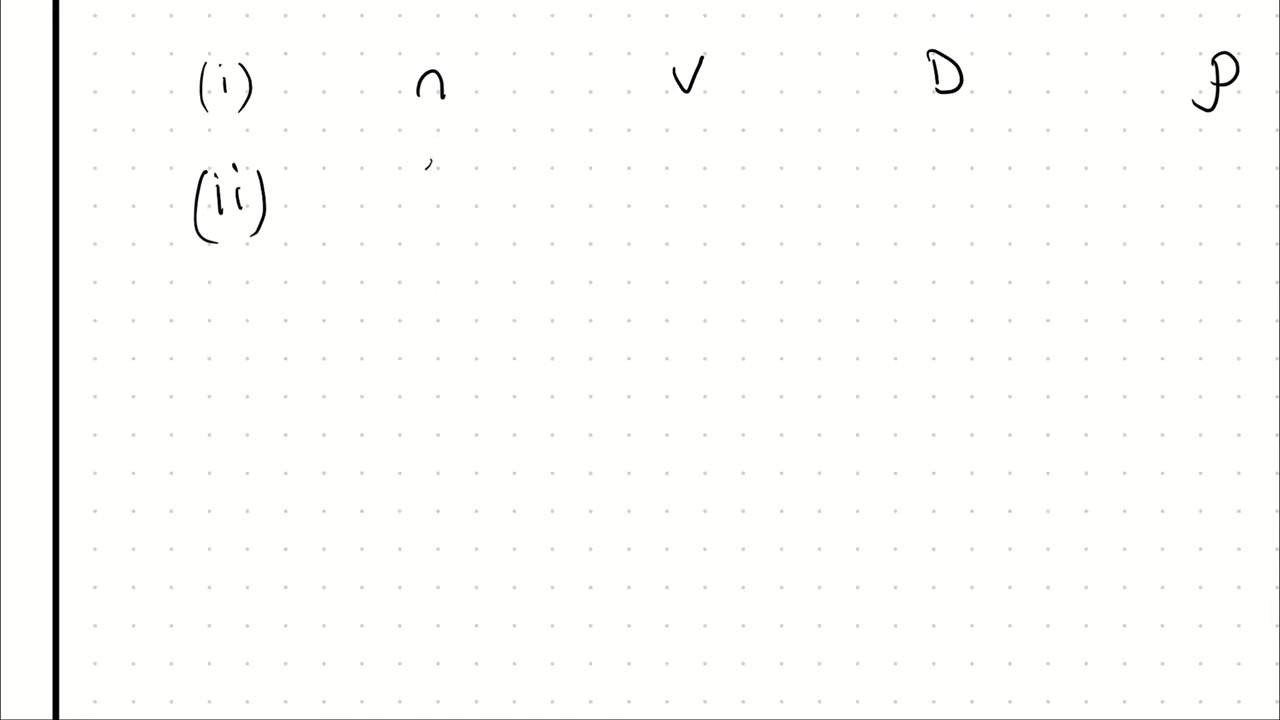 (i) n v D ρ
(ii) ,